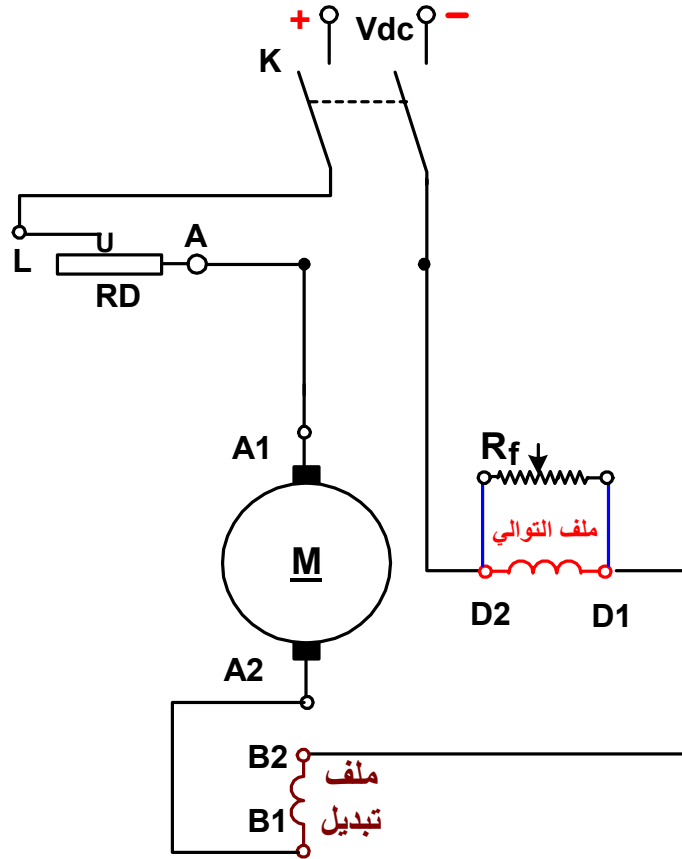 +
Vdc
−
K
L
U
A
RD
A1
Rf
ملف التوالي
M
D2
D1
A2
B2
ملف
B1
تبديل